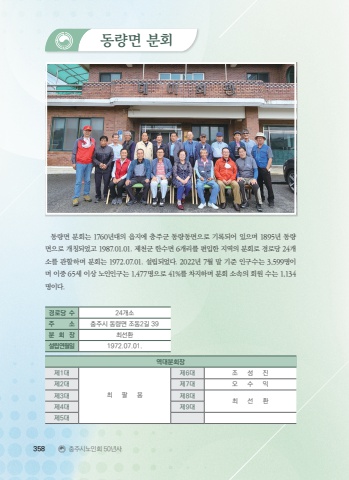 동량면 분회
동량면 분회는 1760년대의 읍지에 충주군 동량동면으로 기록되어 있으며 1895년 동량
면으로 개칭되었고 1987.01.01. 제천군 한수면 6개리를 편입한 지역의 분회로 경로당 24개
소를 관할하며 분회는 1972.07.01. 설립되었다. 2022년 7월 말 기준 인구수는 3,599명이
며 이중 65세 이상 노인인구는 1,477명으로 41%를 차지하며 분회 소속의 회원 수는 1,134
명이다.
경로당 수 24개소
주 소 충주시 동량면 조동2길 39
분 회 장 최선환
설립연월일 1972. 07. 01.
역대분회장
제1대 최 팔 용 제6대 조 성 진
제2대 제7대 오 수 익
제3대 제8대 최 선 환
제4대 제9대
제5대
358 충주시노인회 50년사